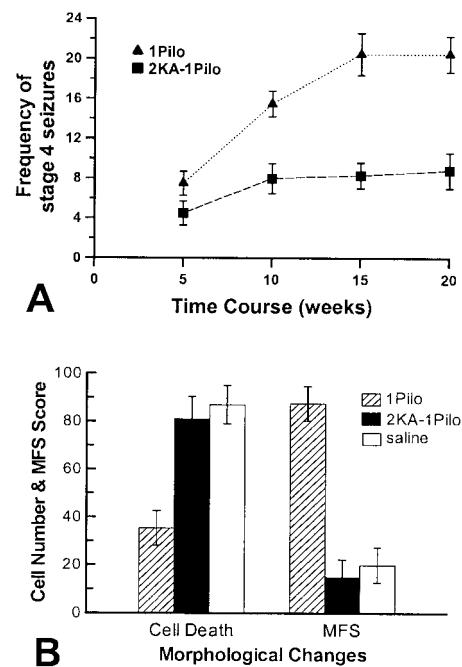 24
20
16
12
8
4
0
Frequency of
stage 4 seizures
1Pilo
2KA-1Pilo
0
5
10
15
20
Time Course (weeks)
A
100
80
60
40
20
0
Cell Number & MFS Score
1Pilo
2KA-1Pilo
saline
Cell Death
MFS
Morphological Changes
B